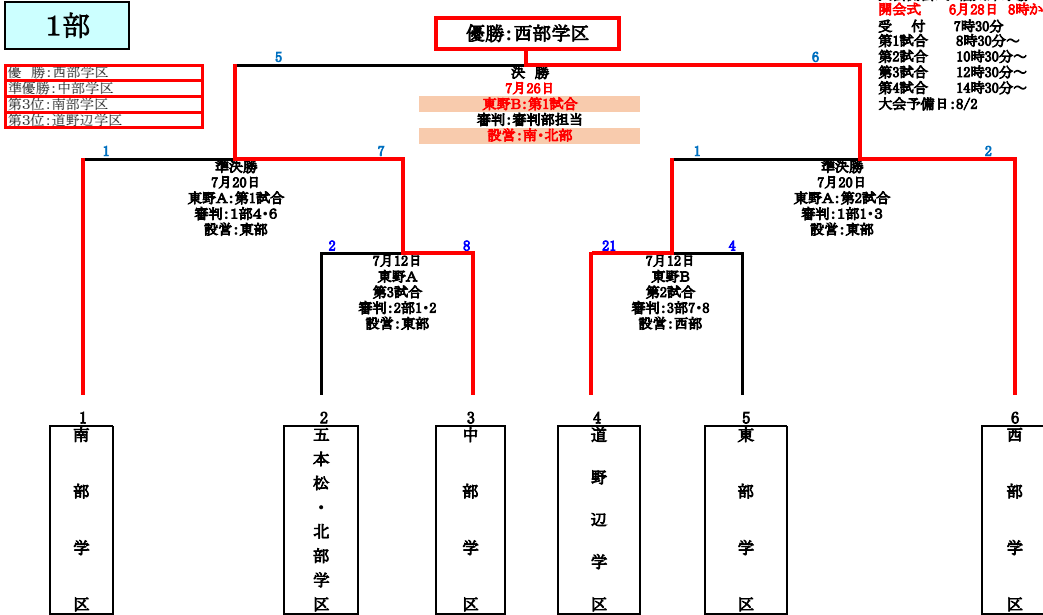 1部
優勝:西部学区
開会式 6月28日 8時か
受 付 7時30分
第1試合 8時30分～
第2試合 10時30分～
第3試合 12時30分～
第4試合 14時30分～
大会予備日:8/2
優 勝:西部学区
準優勝:中部学区
第3位:南部学区
第3位:道野辺学区
5
6
決 勝
7月26日
東野B:第1試合
審判:審判部担当
設営:南・北部
1
7
準決勝
7月20日
東野A:第1試合
審判:1部4・6
設営:東部
1
2
準決勝
7月20日
東野A:第2試合
審判:1部1・3
設営:東部
2
8
7月12日
東野A
第3試合
審判:2部1・2
設営:東部
21
4
7月12日
東野B
第2試合
審判:3部7・8
設営:西部
1
南部学区
2
五本松・北部学区
3
中部学区
4
道野辺学区
5
東部学区
6
西部学区